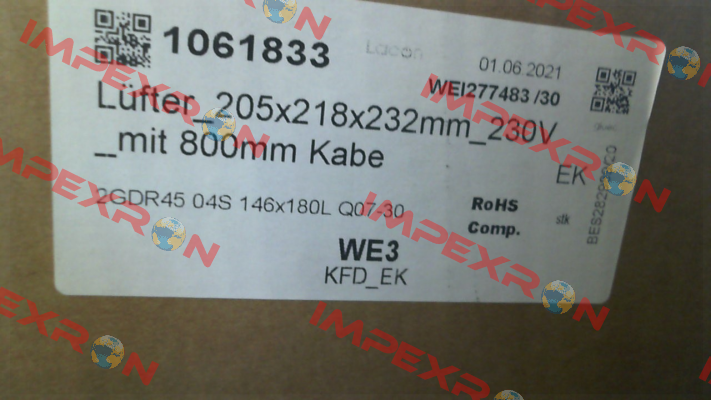 1061833
Lacon
01.06.2021
WEI277483 /30
Lüfter_205x218x232mm_230V
_mit 800mm Kabe
EK
2GDR45 04S 146x180L Q07-30
RoHS
Comp.
stk
WE3
KFD_EK
IMPEXRON
IMPEXRON
IMPEXRON
IMPEXRON
IMPEXRON
IMPEXRON